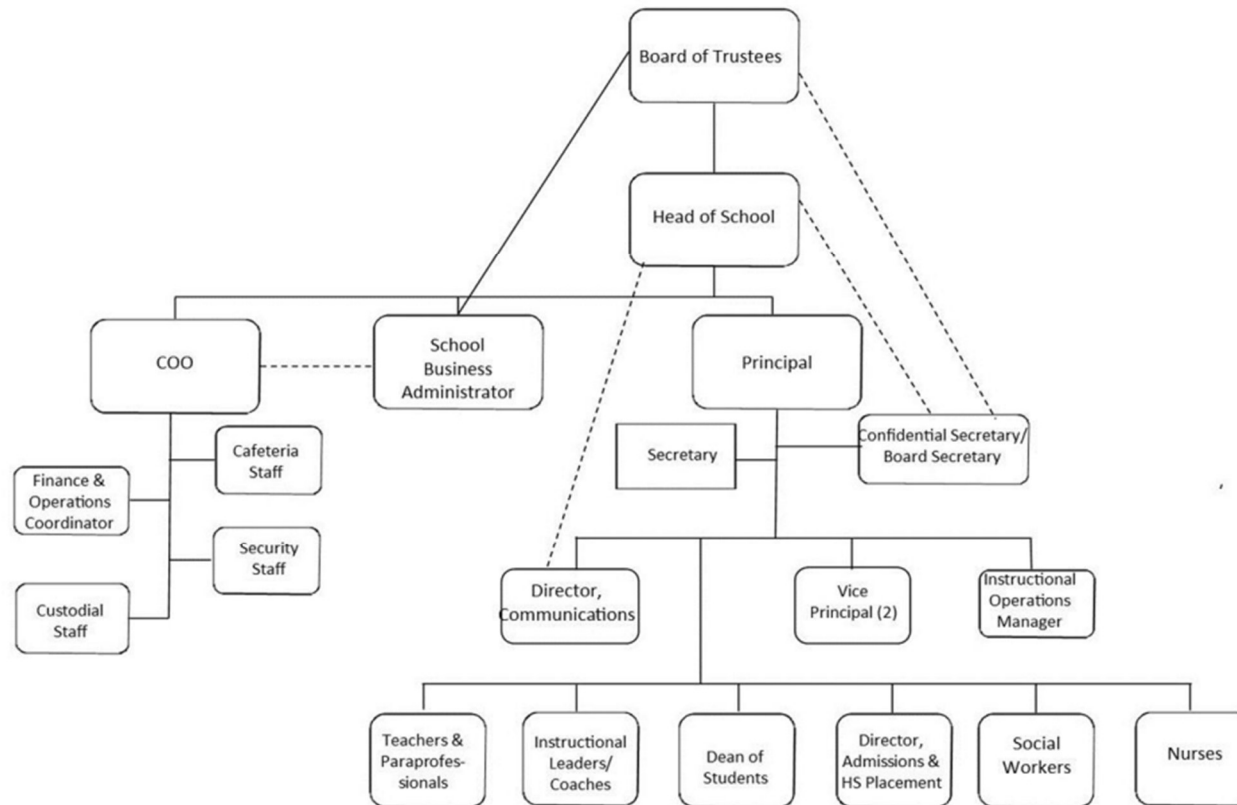 Board of Trustees
Head of School
COO
School
Business
Administrator
Principal
Cafeteria
Staff
Finance &
Operations
Coordinator
Security
Staff
Custodial
Staff
Secretary
Confidential Secretary/
Board Secretary
Director,
Communications
Vice
Principal (2)
Instructional
Operations
Manager
Teachers &
Paraprofes-
sionals
Instructional
Leaders/
Coaches
Dean of
Students
Director,
Admissions &
HS Placement
Social
Workers
Nurses